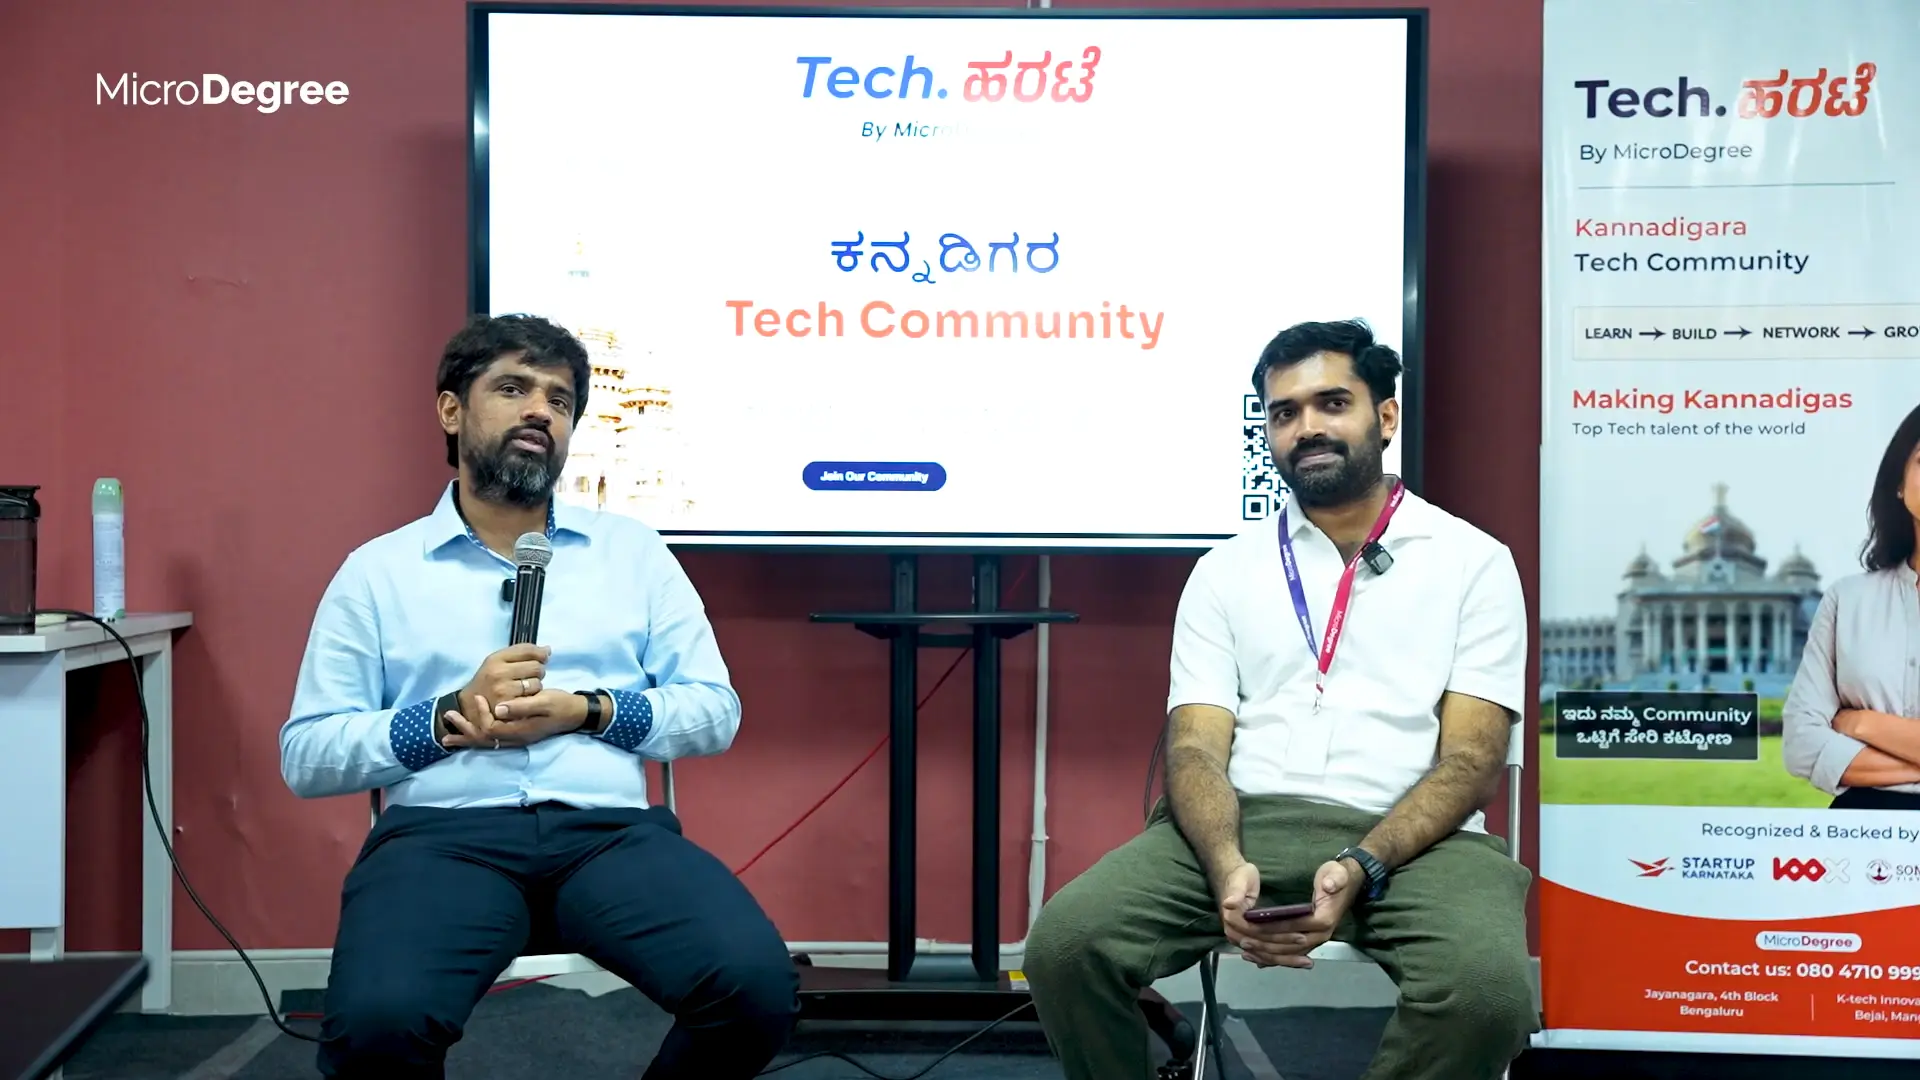 MicroDegree
Tech. ಹರಟೆ
By Micro
ಕನ್ನಡಿಗರ
Tech Community
Join Our Community
Tech. ಹರಟೆ
By MicroDegree
Kannadigara
Tech Community
LEARN → BUILD → NETWORK → GRO
Making Kannadigas
Top Tech talent of the world
ಇದು ನಮ್ಮ Community
ಒಟ್ಟಿಗೆ ಸೇರಿ ಕಟ್ಟೋಣ
Recognized & Backed by
STARTUP
KARNATAKA
SOM
MicroDegree
Contact us: 080 4710 999
Jayanagara, 4th Block
Bengaluru
K-tech Innova
Bejai, Mang